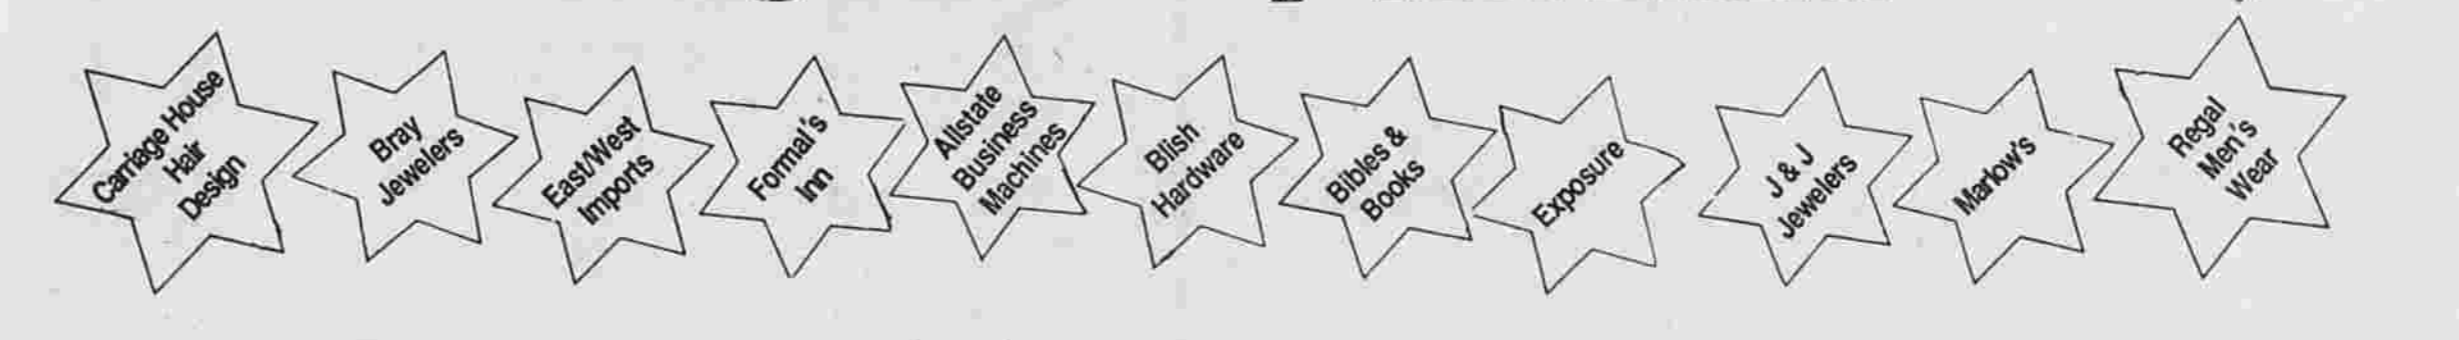 Carriage House
Hair
Design
Bray
Jewelers
East/West
Imports
Formal's
Inn
Allstate
Business
Machines
Blish
Hardware
Bibles &
Books
Exposure
J & J
Jewelers
Marlow's
Regal
Men's
Wear